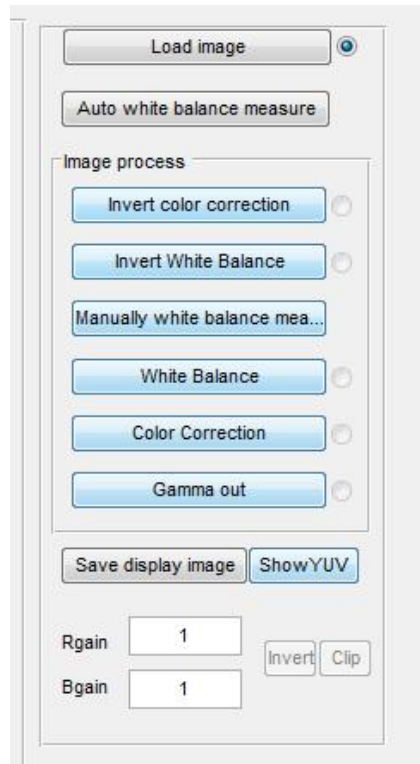 Load image
Auto white balance measure
Image process
Invert color correction
Invert White Balance
Manually white balance mea...
White Balance
Color Correction
Gamma out
Save display image ShowYUV
Rgain 1
Invert Clip
Bgain 1